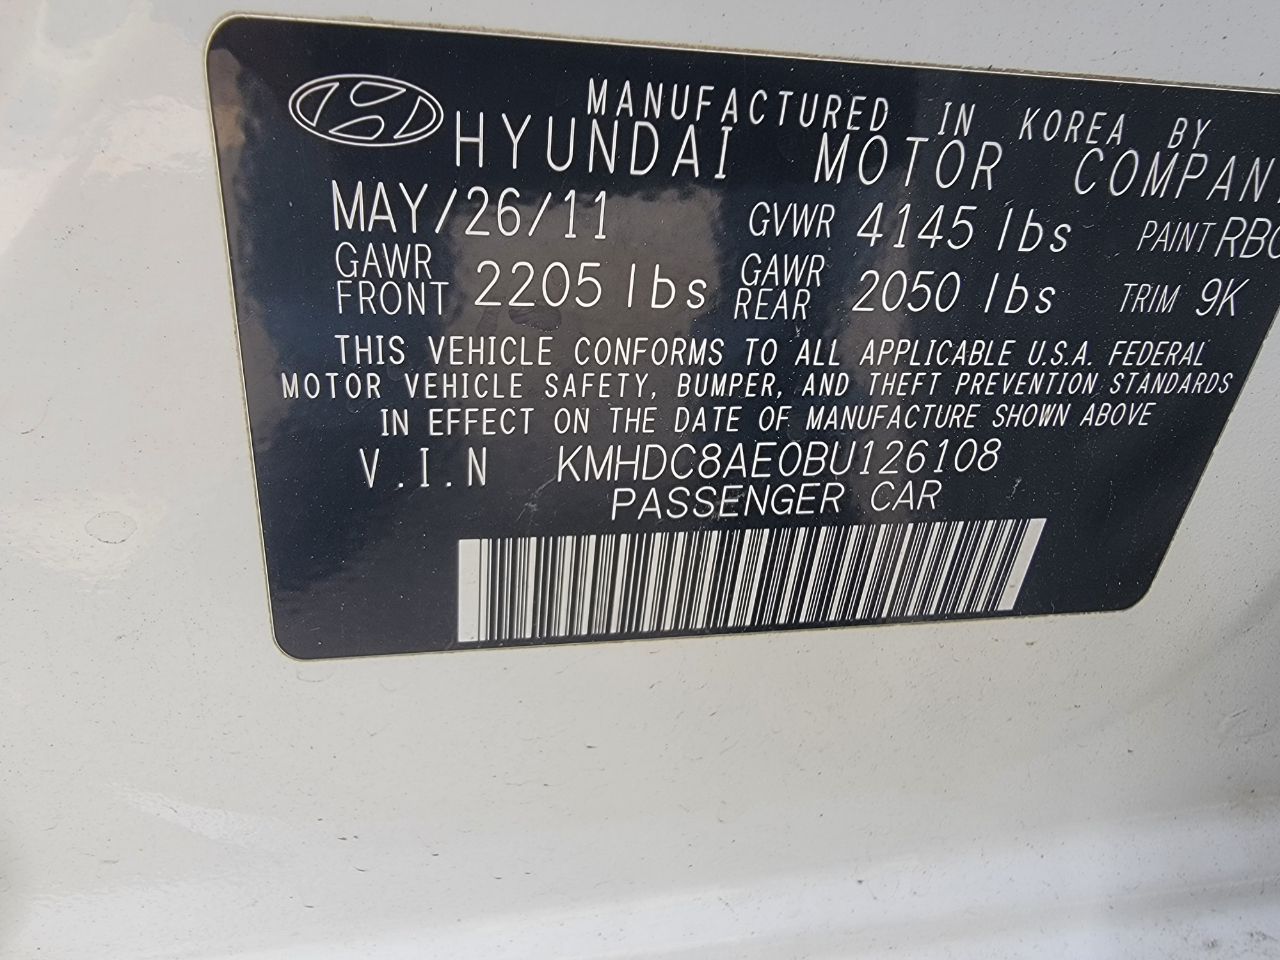 MANUFACTURED IN KOREA BY
HYUNDAI MOTOR
MAY/26/11 GVWR 4145 lbs PAINT
GAWR FRONT 2205 lbs GAWR REAR 2050 lbs TRIM 9K
THIS VEHICLE CONFORMS TO ALL APPLICABLE U.S.A. FEDERAL
MOTOR VEHICLE SAFETY, BUMPER, AND THEFT PREVENTION STANDARDS
IN EFFECT ON THE DATE OF MANUFACTURE SHOWN ABOVE
V.I.N KMHDC8AE0BU126108
PASSENGER CAR